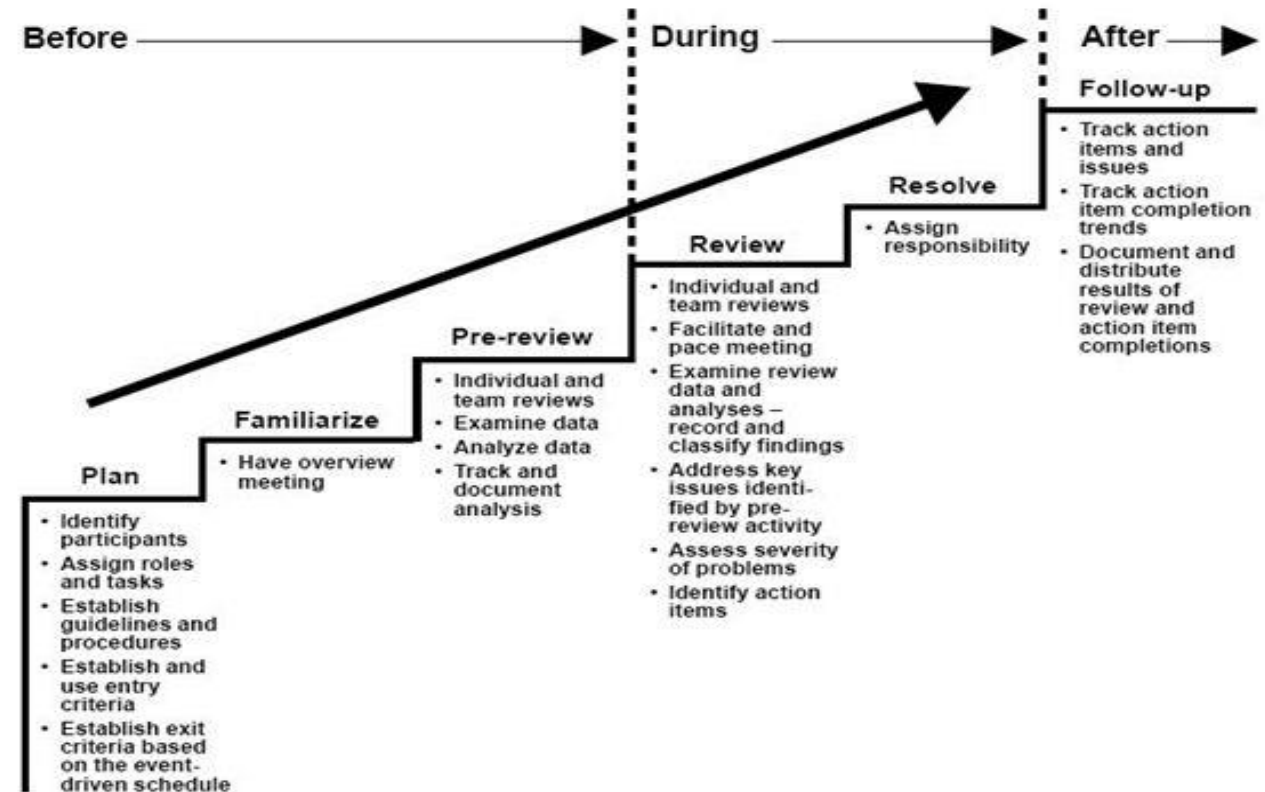 Before
During
After
Plan
• Identify
participants
• Assign roles
and tasks
• Establish
guidelines and
procedures
• Establish and
use entry
criteria
• Establish exit
criteria based
on the event-
driven schedule
Familiarize
• Have overview
meeting
Pre-review
• Individual and
team reviews
• Examine data
• Analyze data
• Track and
document
analysis
Review
• Individual and
team reviews
• Facilitate and
pace meeting
• Examine review
data and
analyses –
record and
classify findings
• Address key
issues identi-
fied by pre-
review activity
• Assess severity
of problems
• Identify action
items
Resolve
• Assign
responsibility
Follow-up
• Track action
items and
issues
• Track action
item completion
trends
• Document and
distribute
results of
review and
action item
completions